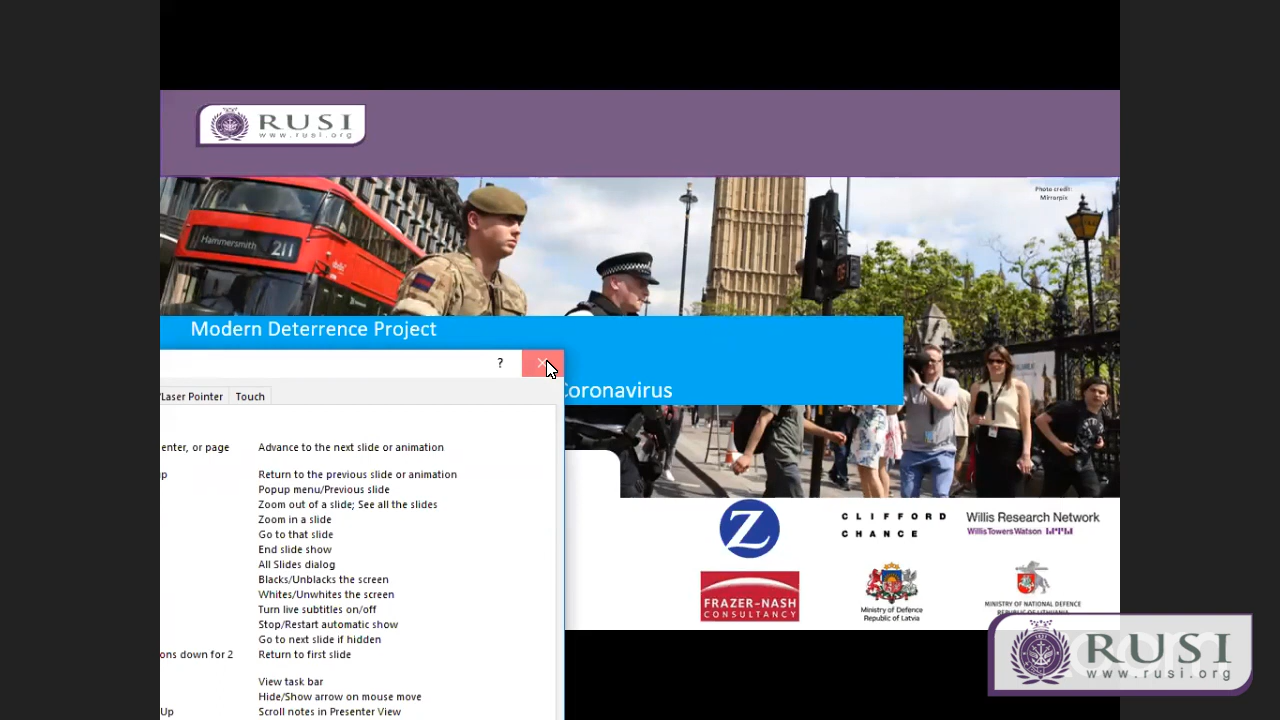 RUSI
www.rusi.org
Photo credit:
Mirrorpix
Hammersmith 211
Modern Deterrence Project
?
Coronavirus
/Laser Pointer Touch
enter, or page Advance to the next slide or animation
up Return to the previous slide or animation
Popup menu/Previous slide
Zoom out of a slide; See all the slides
Zoom in a slide
Go to that slide
End slide show
All Slides dialog
Blacks/Unblacks the screen
Whites/Unwhites the screen
Turn live subtitles on/off
Stop/Restart automatic show
Go to next slide if hidden
ons down for 2 Return to first slide
View task bar
Hide/Show arrow on mouse move
Up Scroll notes in Presenter View
Z
CLIFFORD
CHANCE
Willis Research Network
WillisTowersWatson
FRAZER-NASH
CONSULTANCY
Ministry of Defence
Republic of Latvia
MINISTRY OF NATIONAL DEFENCE
REPUBLIC OF LITHUANIA
RUSI
www.rusi.org